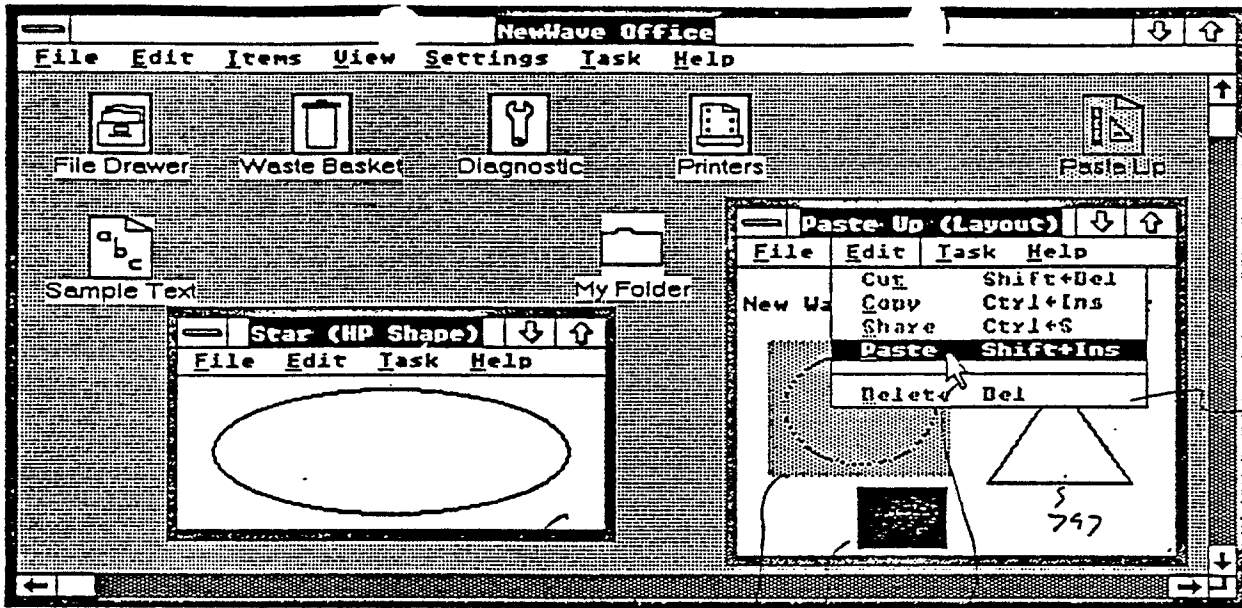 NewWave Office
File Edit Items View Settings Task Help
File Drawer Waste Basket Diagnostic Printers Paste Up
Sample Text My Folder
Paste Up (Layout)
File Edit Task Help
Cut Shift+Del
Copy Ctrl+Ins
New Wa
Share Ctrl+S
Paste Shift+Ins
Delete Del
Star (HP Shape)
File Edit Task Help
797